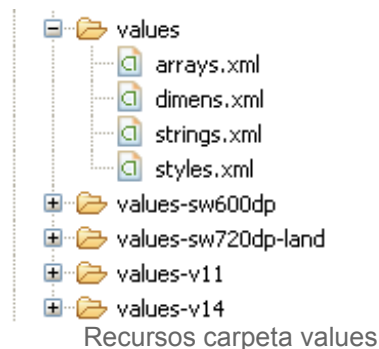 values
arrays.xml
dimens.xml
strings.xml
styles.xml
values-sw600dp
values-sw720dp-land
values-v11
values-v14
Recursos carpeta values